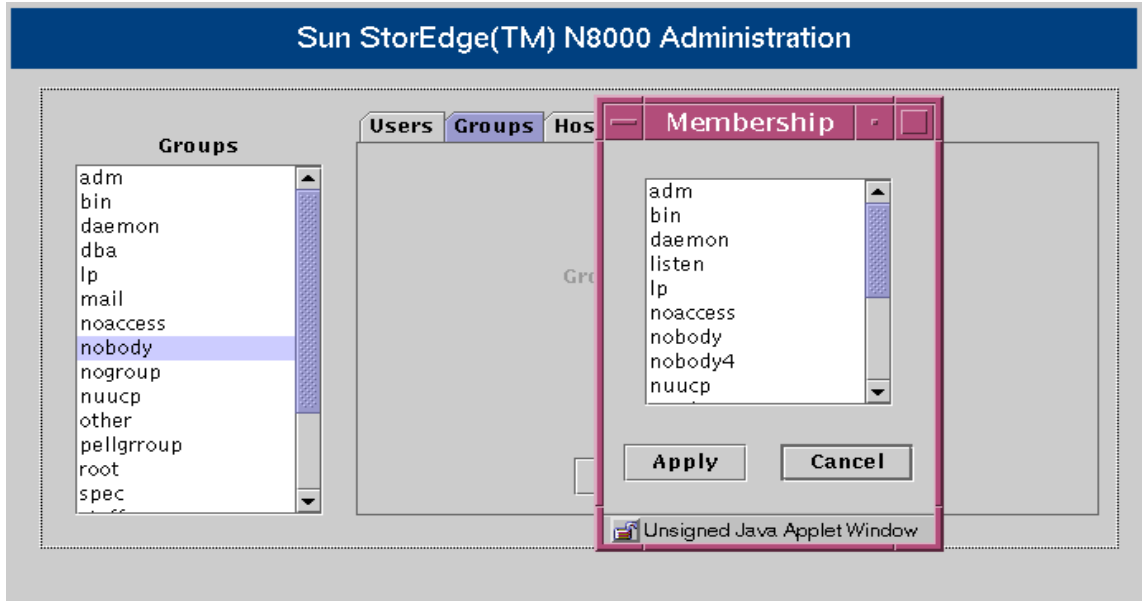 Sun StorEdge(TM) N8000 Administration
Groups
adm
bin
daemon
dba
lp
mail
noaccess
nobody
nogroup
nuucp
other
pellgrroup
root
spec
Users Groups Hos
Gro
Membership
adm
bin
daemon
listen
lp
noaccess
nobody
nobody4
nuucp
Apply Cancel
Unsigned Java Applet Window